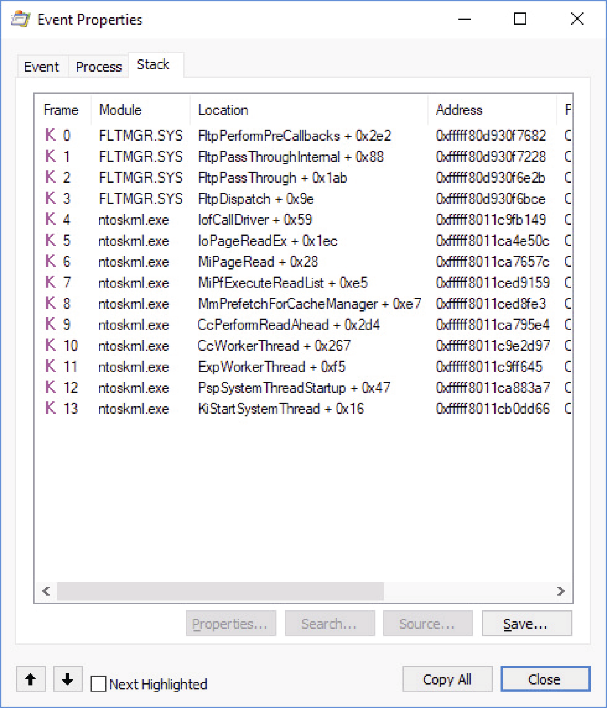 Event Properties
Event Process Stack
Frame Module Location Address F
K 0 FLTMGR.SYS FltpPerformPreCallbacks + 0x2e2 0xfffff80d930f7682 C
K 1 FLTMGR.SYS FltpPassThroughInternal + 0x88 0xfffff80d930f7228 C
K 2 FLTMGR.SYS FltpPassThrough + 0x1ab 0xfffff80d930f6e2b C
K 3 FLTMGR.SYS FltpDispatch + 0x9e 0xfffff80d930f6bce C
K 4 ntoskrnl.exe IofCallDriver + 0x59 0xfffff8011c9fb149 C
K 5 ntoskrnl.exe IoPageReadEx + 0x1ec 0xfffff8011ca4e50c C
K 6 ntoskrnl.exe MiPageRead + 0x28 0xfffff8011ca7657c C
K 7 ntoskrnl.exe MiPfExecuteReadList + 0xe5 0xfffff8011ced9159 C
K 8 ntoskrnl.exe MmPrefetchForCacheManager + 0xe7 0xfffff8011ced8fe3 C
K 9 ntoskrnl.exe CcPerformReadAhead + 0x2d4 0xfffff8011ca795e4 C
K 10 ntoskrnl.exe CcWorkerThread + 0x267 0xfffff8011c9e2d97 C
K 11 ntoskrnl.exe ExpWorkerThread + 0xf5 0xfffff8011c9ff645 C
K 12 ntoskrnl.exe PspSystemThreadStartup + 0x47 0xfffff8011ca883a7 C
K 13 ntoskrnl.exe KiStartSystemThread + 0x16 0xfffff8011cb0dd66 C
Properties... Search... Source... Save...
Next Highlighted Copy All Close